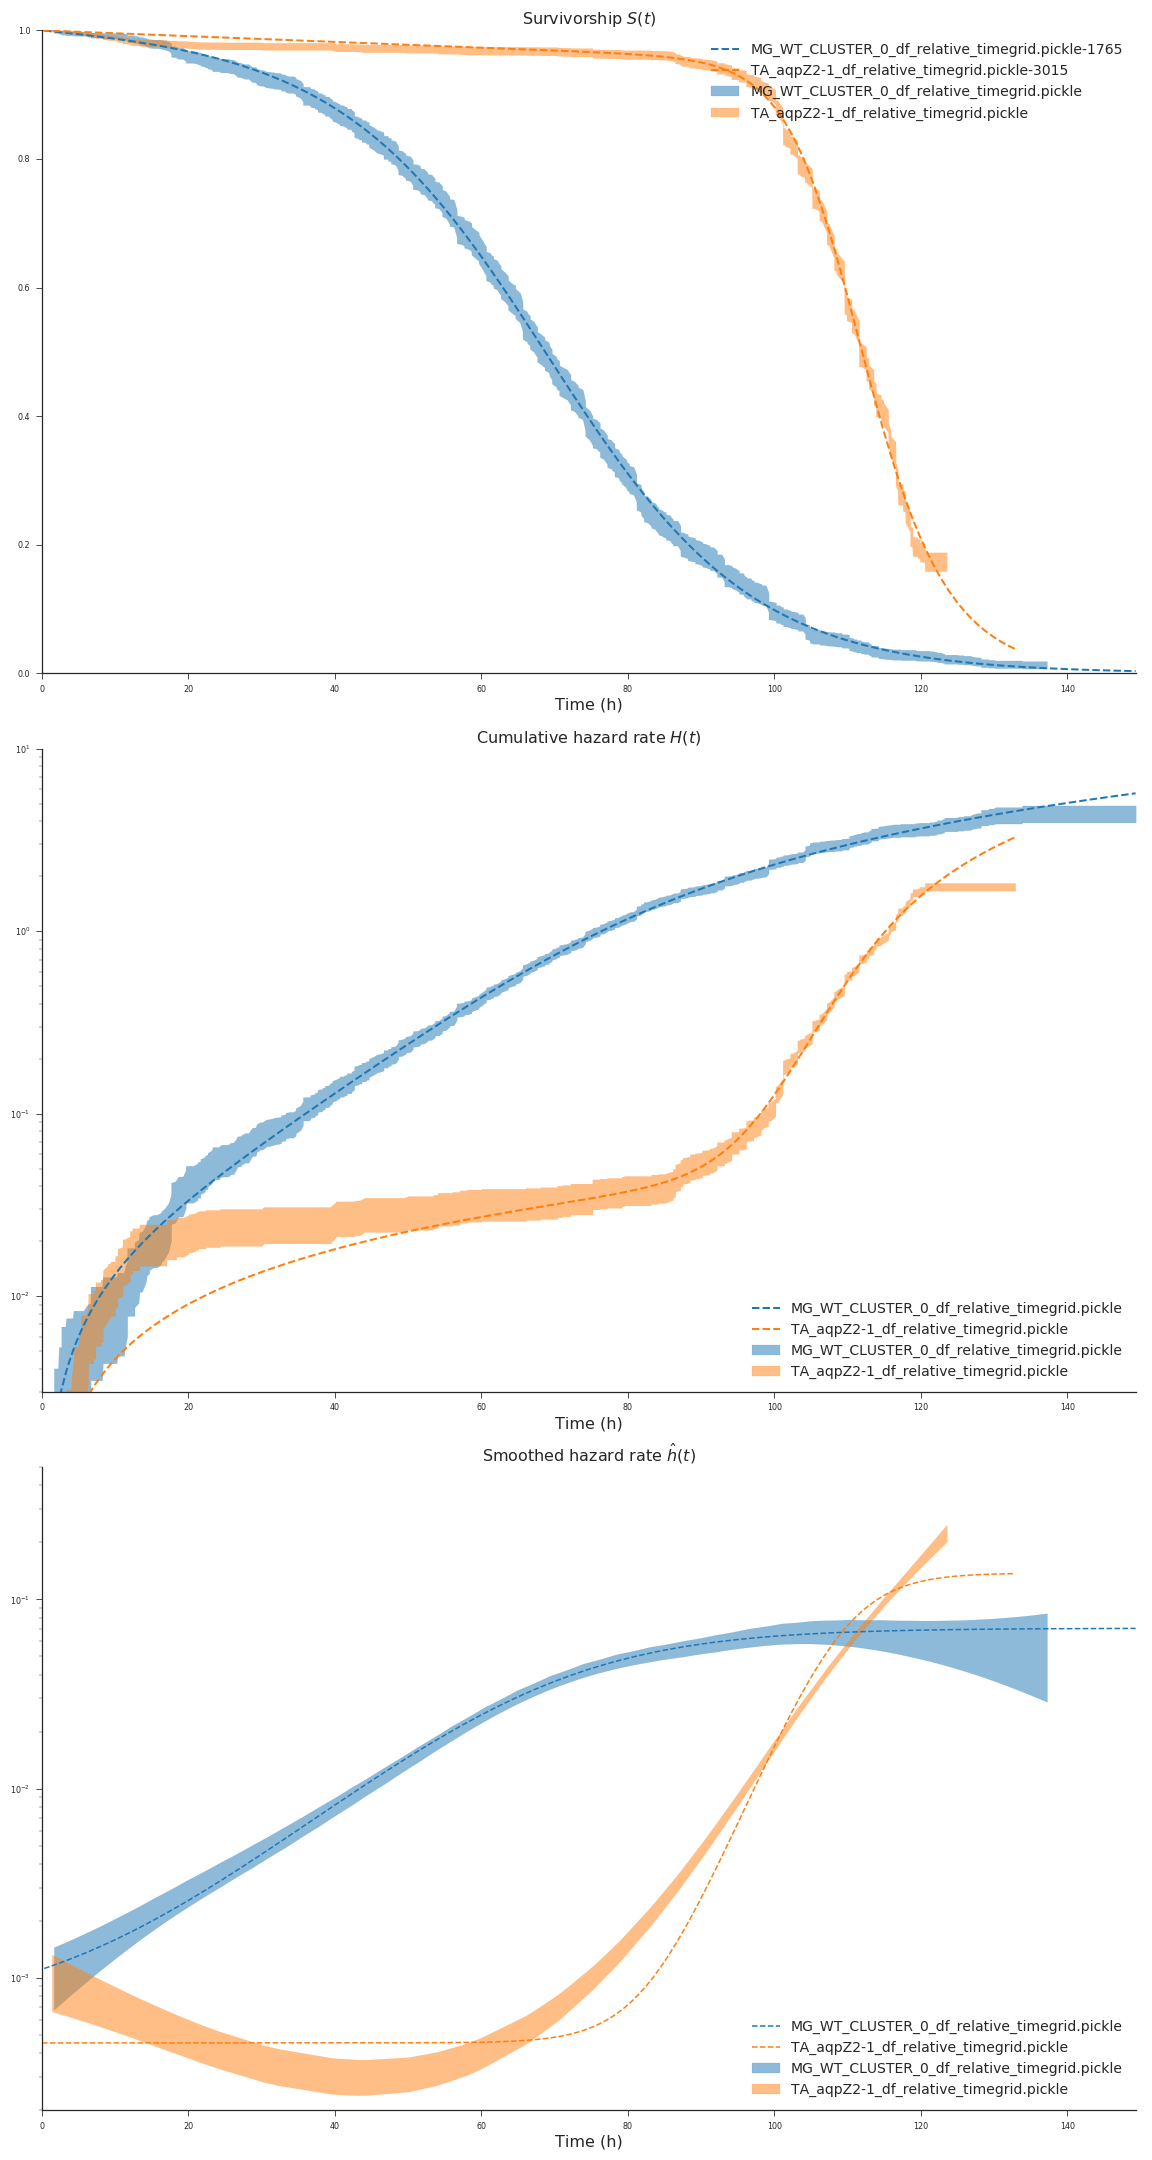 Survivorship S(t)
1.0
0.8
0.6
0.4
0.2
0.0
MG_WT_CLUSTER_0_df_relative_timegrid.pickle-1765
TA_aqpZ2-1_df_relative_timegrid.pickle-3015
MG_WT_CLUSTER_0_df_relative_timegrid.pickle
TA_aqpZ2-1_df_relative_timegrid.pickle
0 20 40 60 80 100 120 140
Time (h)
Cumulative hazard rate H(t)
10¹
10⁰
10⁻¹
10⁻²
MG_WT_CLUSTER_0_df_relative_timegrid.pickle
TA_aqpZ2-1_df_relative_timegrid.pickle
MG_WT_CLUSTER_0_df_relative_timegrid.pickle
TA_aqpZ2-1_df_relative_timegrid.pickle
0 20 40 60 80 100 120 140
Time (h)
Smoothed hazard rate ĥ(t)
10⁻¹
10⁻²
10⁻³
MG_WT_CLUSTER_0_df_relative_timegrid.pickle
TA_aqpZ2-1_df_relative_timegrid.pickle
MG_WT_CLUSTER_0_df_relative_timegrid.pickle
TA_aqpZ2-1_df_relative_timegrid.pickle
0 20 40 60 80 100 120 140
Time (h)